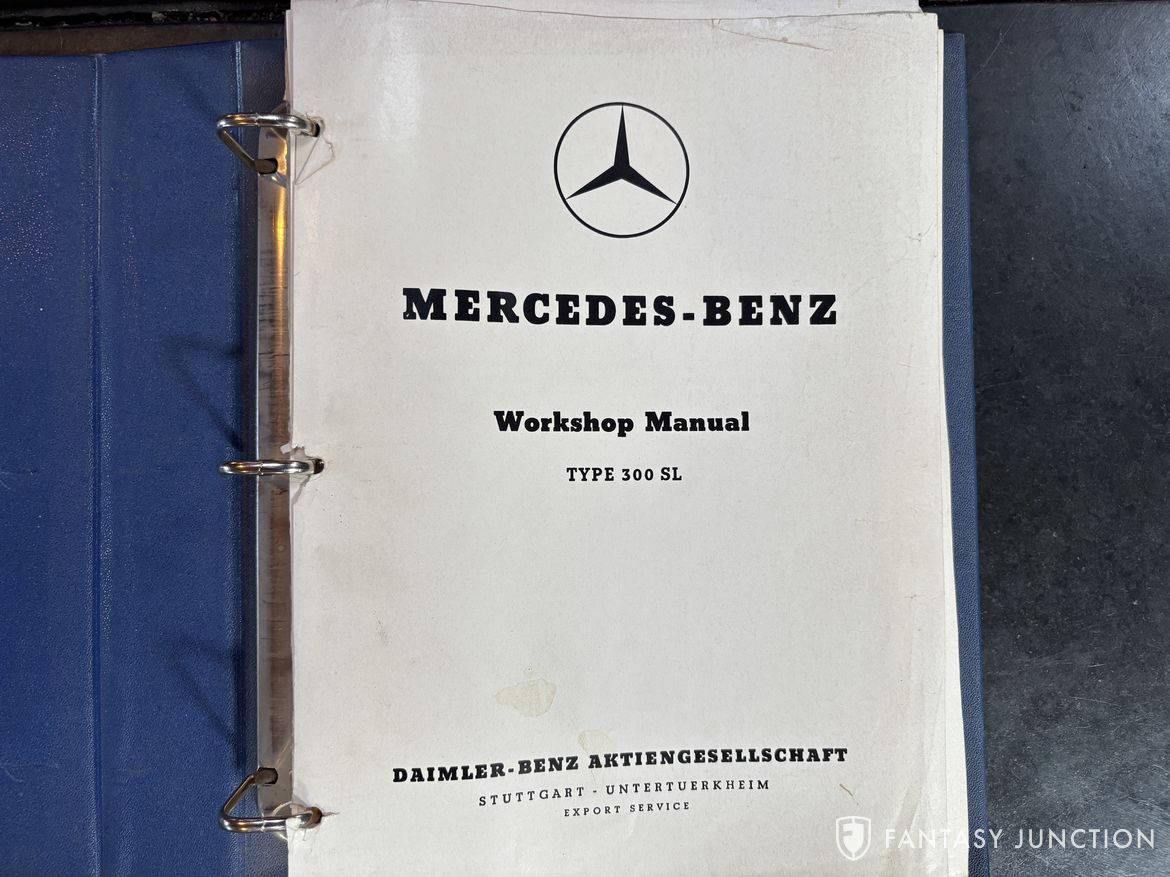 MERCEDES-BENZ
Workshop Manual
TYPE 300 SL
DAIMLER-BENZ AKTIENGESELLSCHAFT
STUTTGART - UNTERTUERKHEIM
EXPORT SERVICE
FANTASY JUNCTION